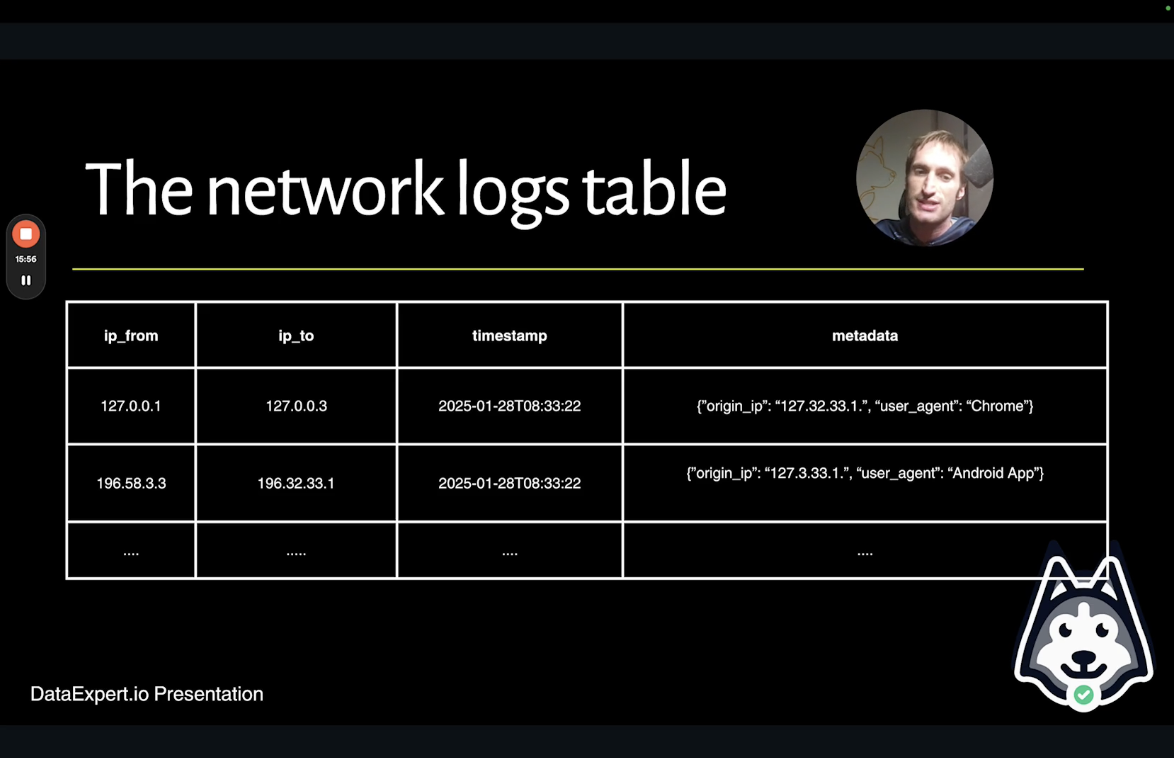 The network logs table
15:56
ip_from ip_to timestamp metadata
127.0.0.1 127.0.0.3 2025-01-28T08:33:22 {”origin_ip”: “127.32.33.1.”, “user_agent”: “Chrome”}
196.58.3.3 196.32.33.1 2025-01-28T08:33:22 {”origin_ip”: “127.3.33.1.”, “user_agent”: “Android App”}
.... ..... .... ....
DataExpert.io Presentation